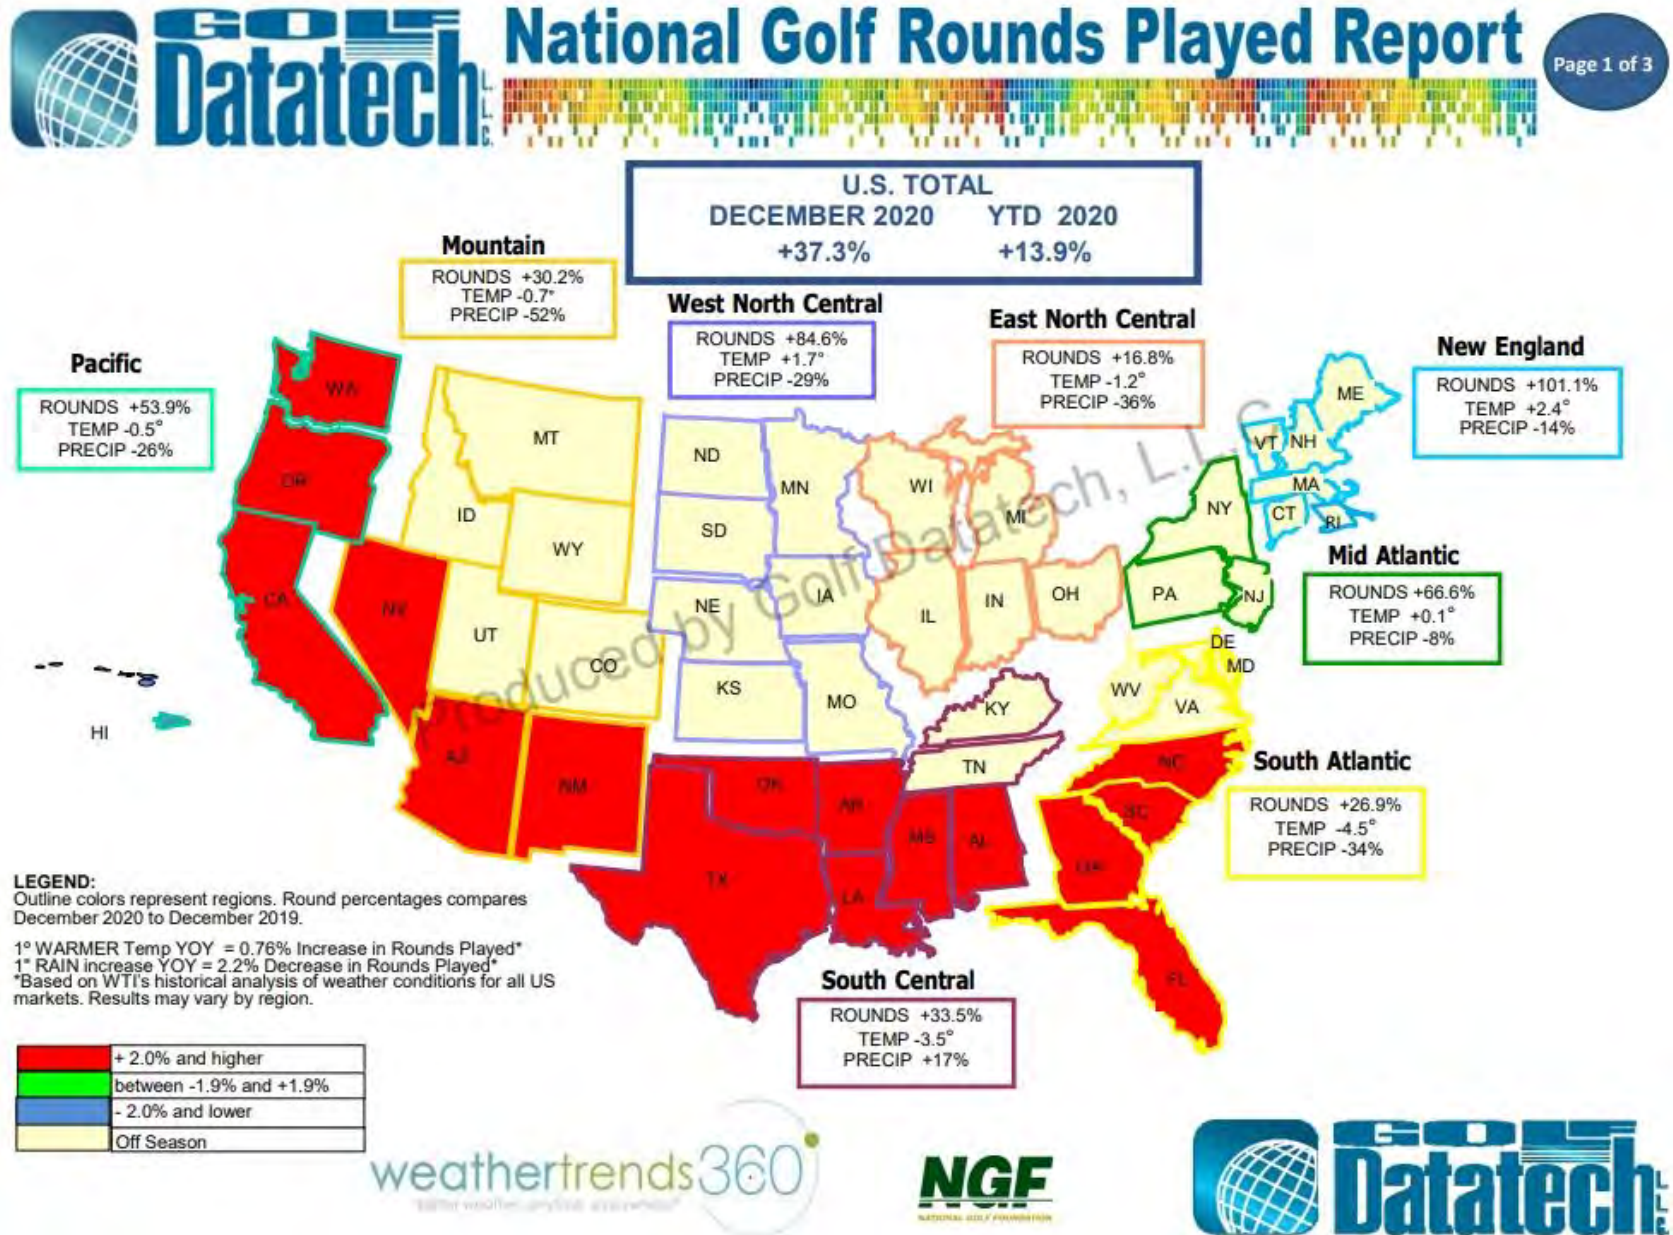 GOLF
Datatech L.L.C.
National Golf Rounds Played Report
Page 1 of 3
U.S. TOTAL
DECEMBER 2020 YTD 2020
+37.3% +13.9%
Mountain
ROUNDS +30.2%
TEMP -0.7°
PRECIP -52%
West North Central
ROUNDS +84.6%
TEMP +1.7°
PRECIP -29%
East North Central
ROUNDS +16.8%
TEMP -1.2°
PRECIP -36%
New England
ROUNDS +101.1%
TEMP +2.4°
PRECIP -14%
Pacific
ROUNDS +53.9%
TEMP -0.5°
PRECIP -26%
Mid Atlantic
ROUNDS +66.6%
TEMP +0.1°
PRECIP -8%
South Atlantic
ROUNDS +26.9%
TEMP -4.5°
PRECIP -34%
South Central
ROUNDS +33.5%
TEMP -3.5°
PRECIP +17%
WA
OR
CA
NV
ID
MT
WY
UT
CO
AZ
NM
ND
SD
NE
KS
MN
IA
MO
WI
MI
IL
IN
OH
KY
TN
OK
AR
TX
LA
MS
AL
GA
FL
SC
NC
VA
WV
MD
DE
NJ
PA
NY
VT
NH
ME
MA
CT
RI
HI
Produced by Golf Datatech, L.L.C.
LEGEND:
Outline colors represent regions. Round percentages compares
December 2020 to December 2019.
1º WARMER Temp YOY = 0.76% Increase in Rounds Played*
1" RAIN increase YOY = 2.2% Decrease in Rounds Played*
*Based on WTI's historical analysis of weather conditions for all US
markets. Results may vary by region.
+ 2.0% and higher
between -1.9% and +1.9%
- 2.0% and lower
Off Season
weathertrends360
NGF
NATIONAL GOLF FOUNDATION
GOLF
Datatech L.L.C.